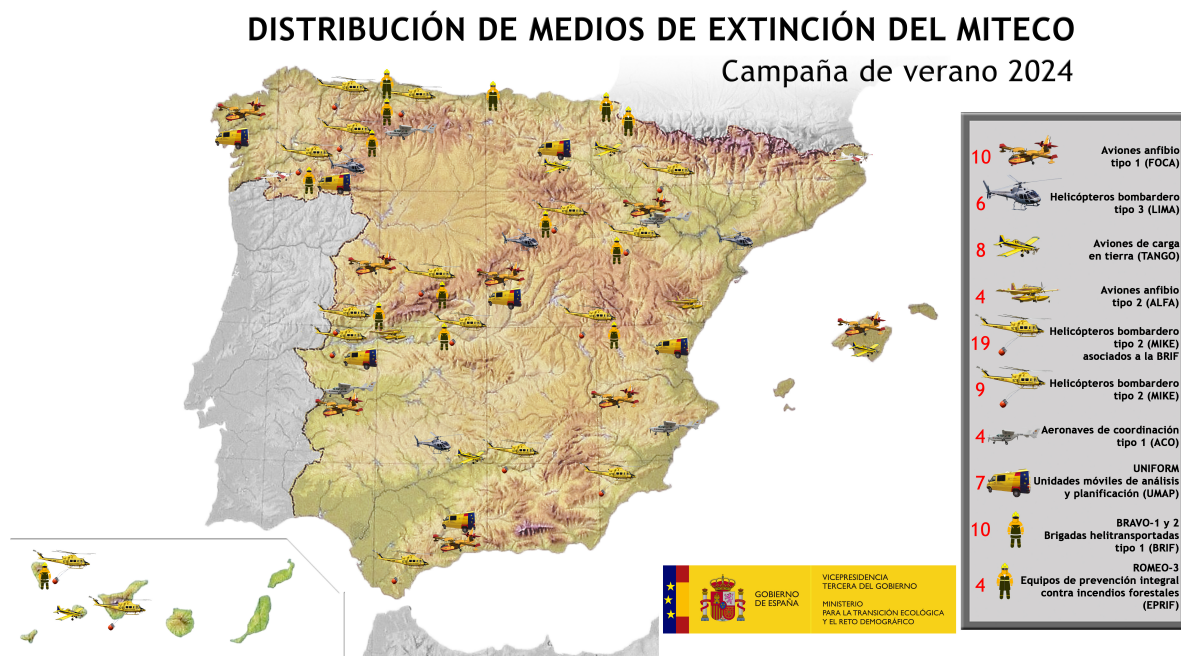 DISTRIBUCIÓN DE MEDIOS DE EXTINCIÓN DEL MITECO
Campaña de verano 2024
10
Aviones anfibio
tipo 1 (FOCA)
6
Helicópteros bombardero
tipo 3 (LIMA)
8
Aviones de carga
en tierra (TANGO)
4
Aviones anfibio
tipo 2 (ALFA)
19
Helicópteros bombardero
tipo 2 (MIKE)
asociados a la BRIF
9
Helicópteros bombardero
tipo 2 (MIKE)
4
Aeronaves de coordinación
tipo 1 (ACO)
7
UNIFORM
Unidades móviles de análisis
y planificación (UMAP)
10
BRAVO-1 y 2
Brigadas helitransportadas
tipo 1 (BRIF)
4
ROMEO-3
Equipos de prevención integral
contra incendios forestales
(EPRIF)
GOBIERNO
DE ESPAÑA
VICEPRESIDENCIA
TERCERA DEL GOBIERNO
MINISTERIO
PARA LA TRANSICIÓN ECOLÓGICA
Y EL RETO DEMOGRÁFICO